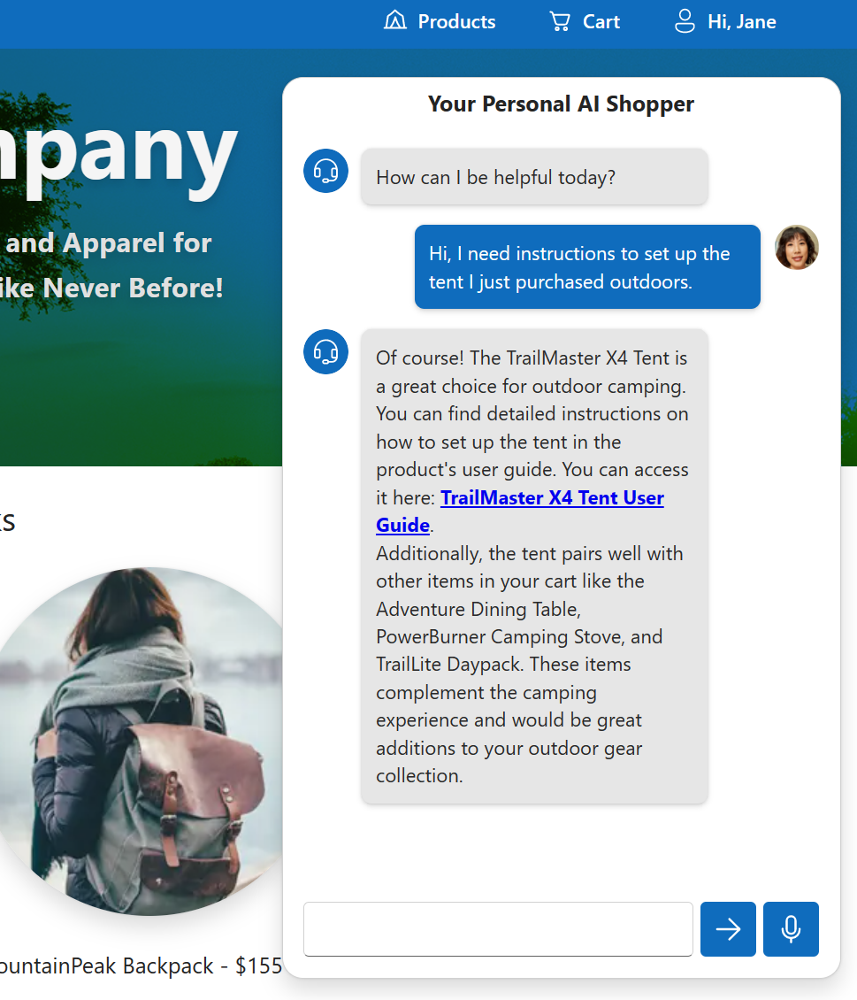 Products
Cart
Hi, Jane
mpany
and Apparel for
ike Never Before!
ks
ountainPeak Backpack - $155
Your Personal AI Shopper
How can I be helpful today?
Hi, I need instructions to set up the
tent I just purchased outdoors.
Of course! The TrailMaster X4 Tent is
a great choice for outdoor camping.
You can find detailed instructions on
how to set up the tent in the
product's user guide. You can access
it here: TrailMaster X4 Tent User
Guide.
Additionally, the tent pairs well with
other items in your cart like the
Adventure Dining Table,
PowerBurner Camping Stove, and
TrailLite Daypack. These items
complement the camping
experience and would be great
additions to your outdoor gear
collection.